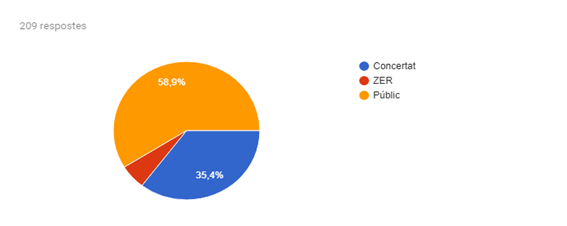 209 respostes
58,9%
35,4%
Concertat
ZER
Públic